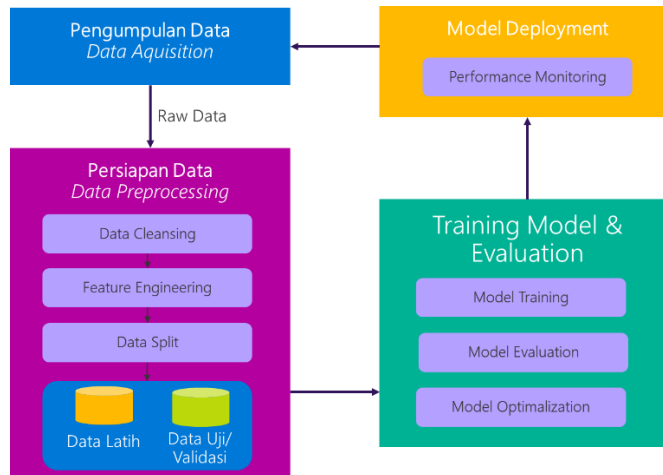 Pengumpulan Data
Data Aquisition
Raw Data
Persiapan Data
Data Preprocessing
Data Cleansing
Feature Engineering
Data Split
Data Latih
Data Uji/
Validasi
Training Model &
Evaluation
Model Training
Model Evaluation
Model Optimalization
Model Deployment
Performance Monitoring